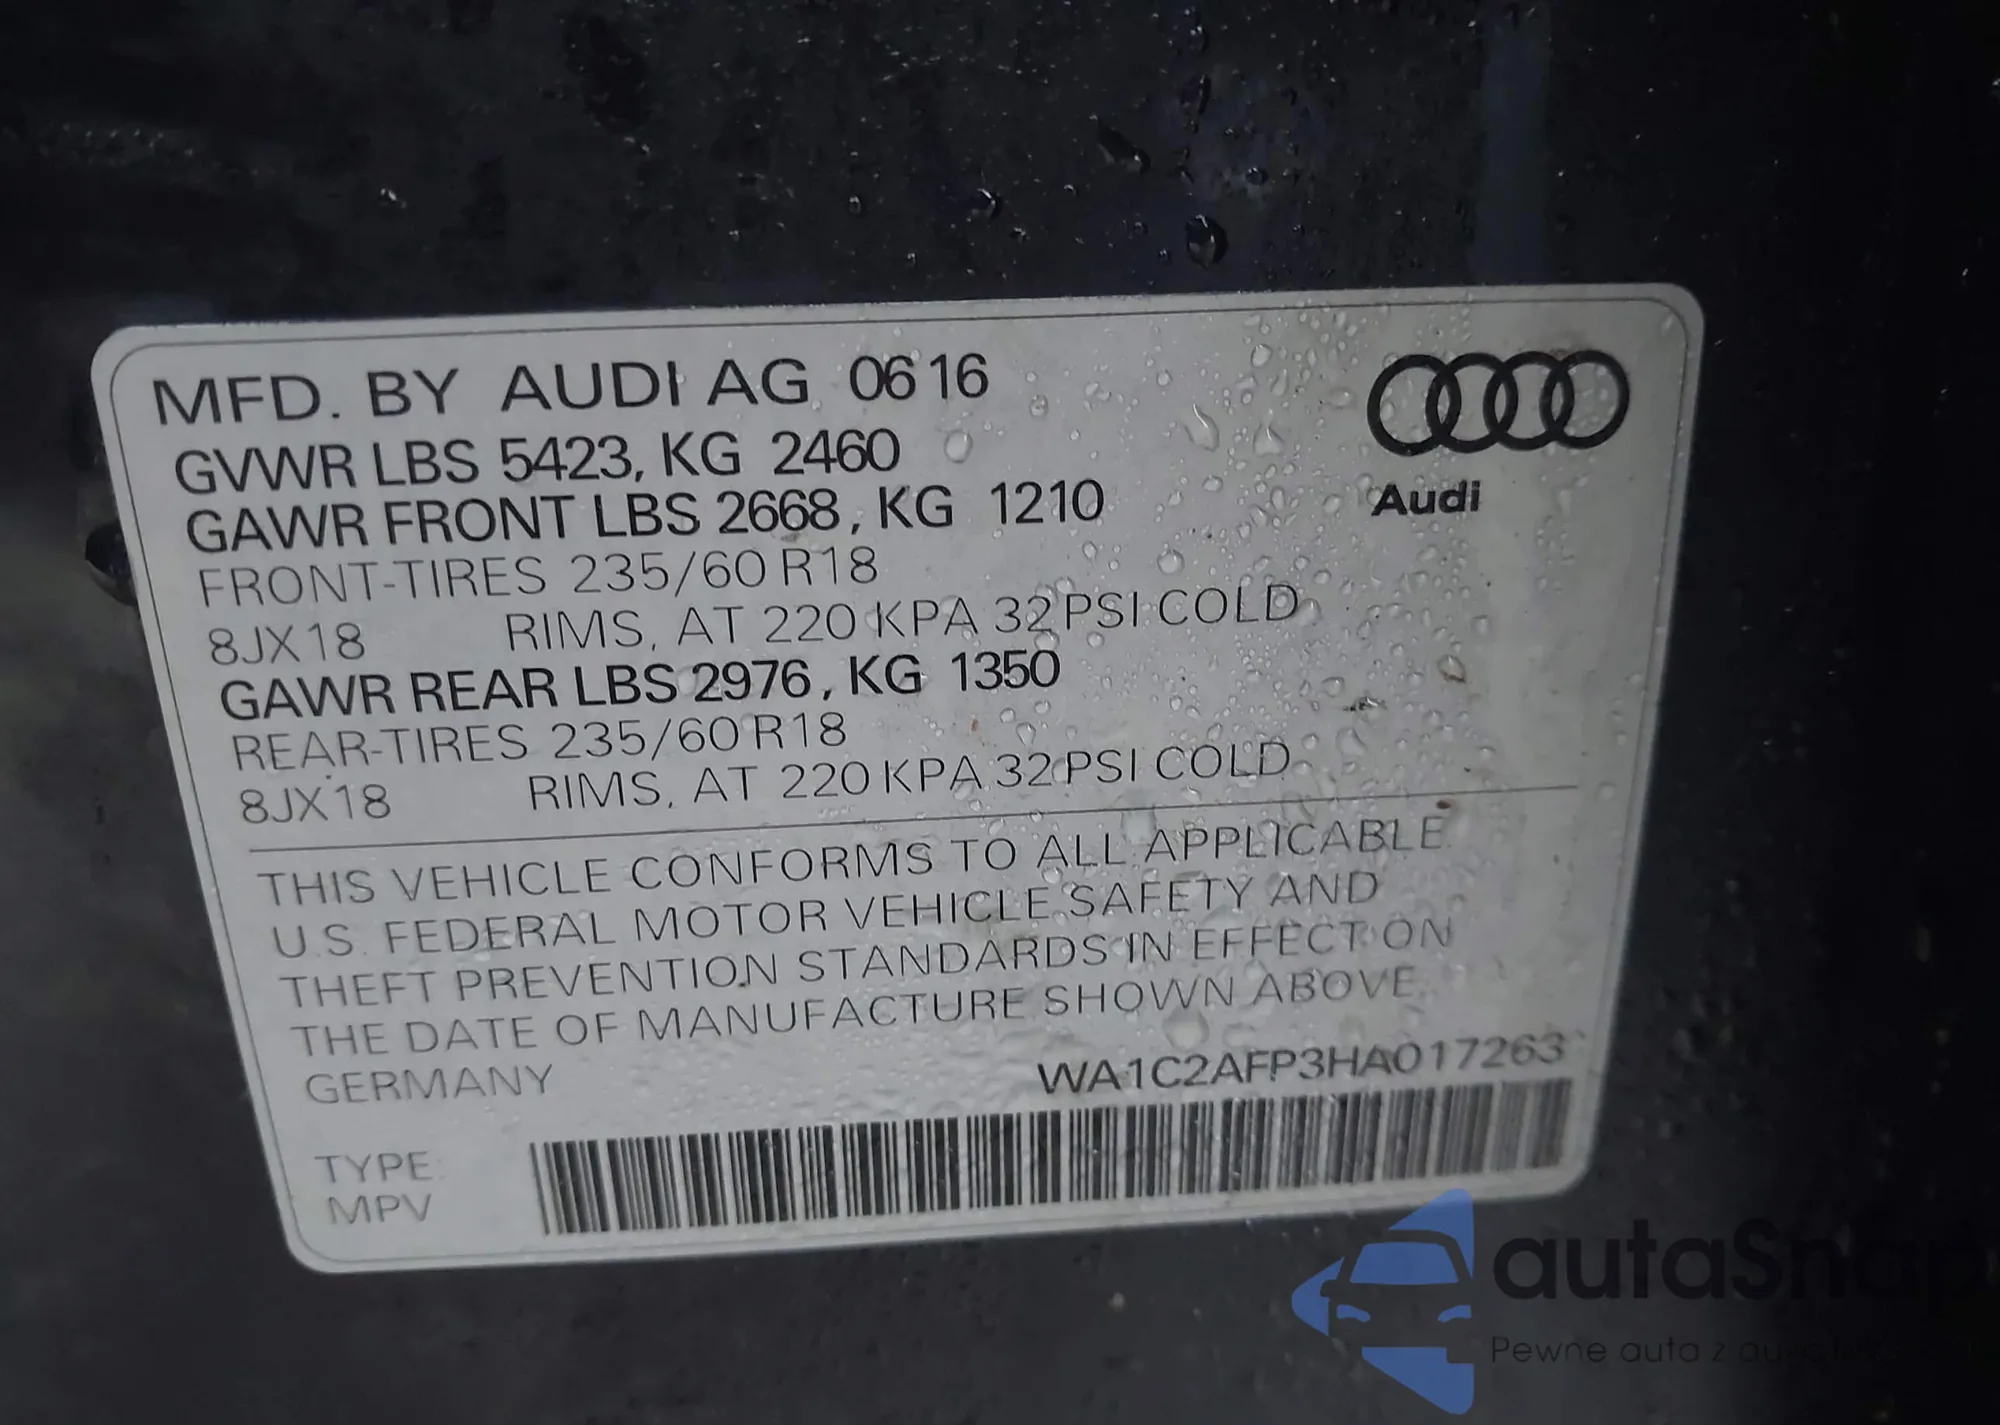 MFD. BY AUDI AG 06 16
GVWR LBS 5423, KG 2460
GAWR FRONT LBS 2668, KG 1210
FRONT-TIRES 235/60 R18
8JX18 RIMS, AT 220 KPA 32 PSI COLD
GAWR REAR LBS 2976, KG 1350
REAR-TIRES 235/60 R18
8JX18 RIMS, AT 220 KPA 32 PSI COLD
Audi
THIS VEHICLE CONFORMS TO ALL APPLICABLE
U.S. FEDERAL MOTOR VEHICLE SAFETY AND
THEFT PREVENTION STANDARDS IN EFFECT ON
THE DATE OF MANUFACTURE SHOWN ABOVE.
GERMANY WA1C2AFP3HA017263
TYPE:
MPV
autaSnap
Pewne auto z